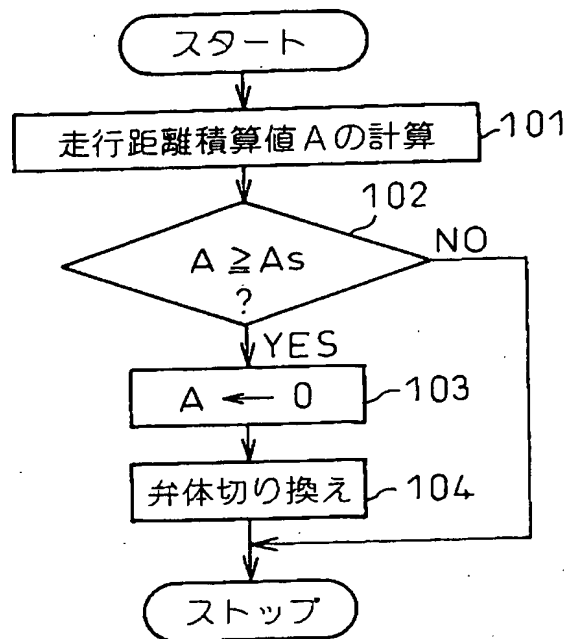 スタート
走行距離積算値Aの計算
101
102
A ≧ As
?
NO
YES
A ← 0
103
弁体切り換え
104
ストップ